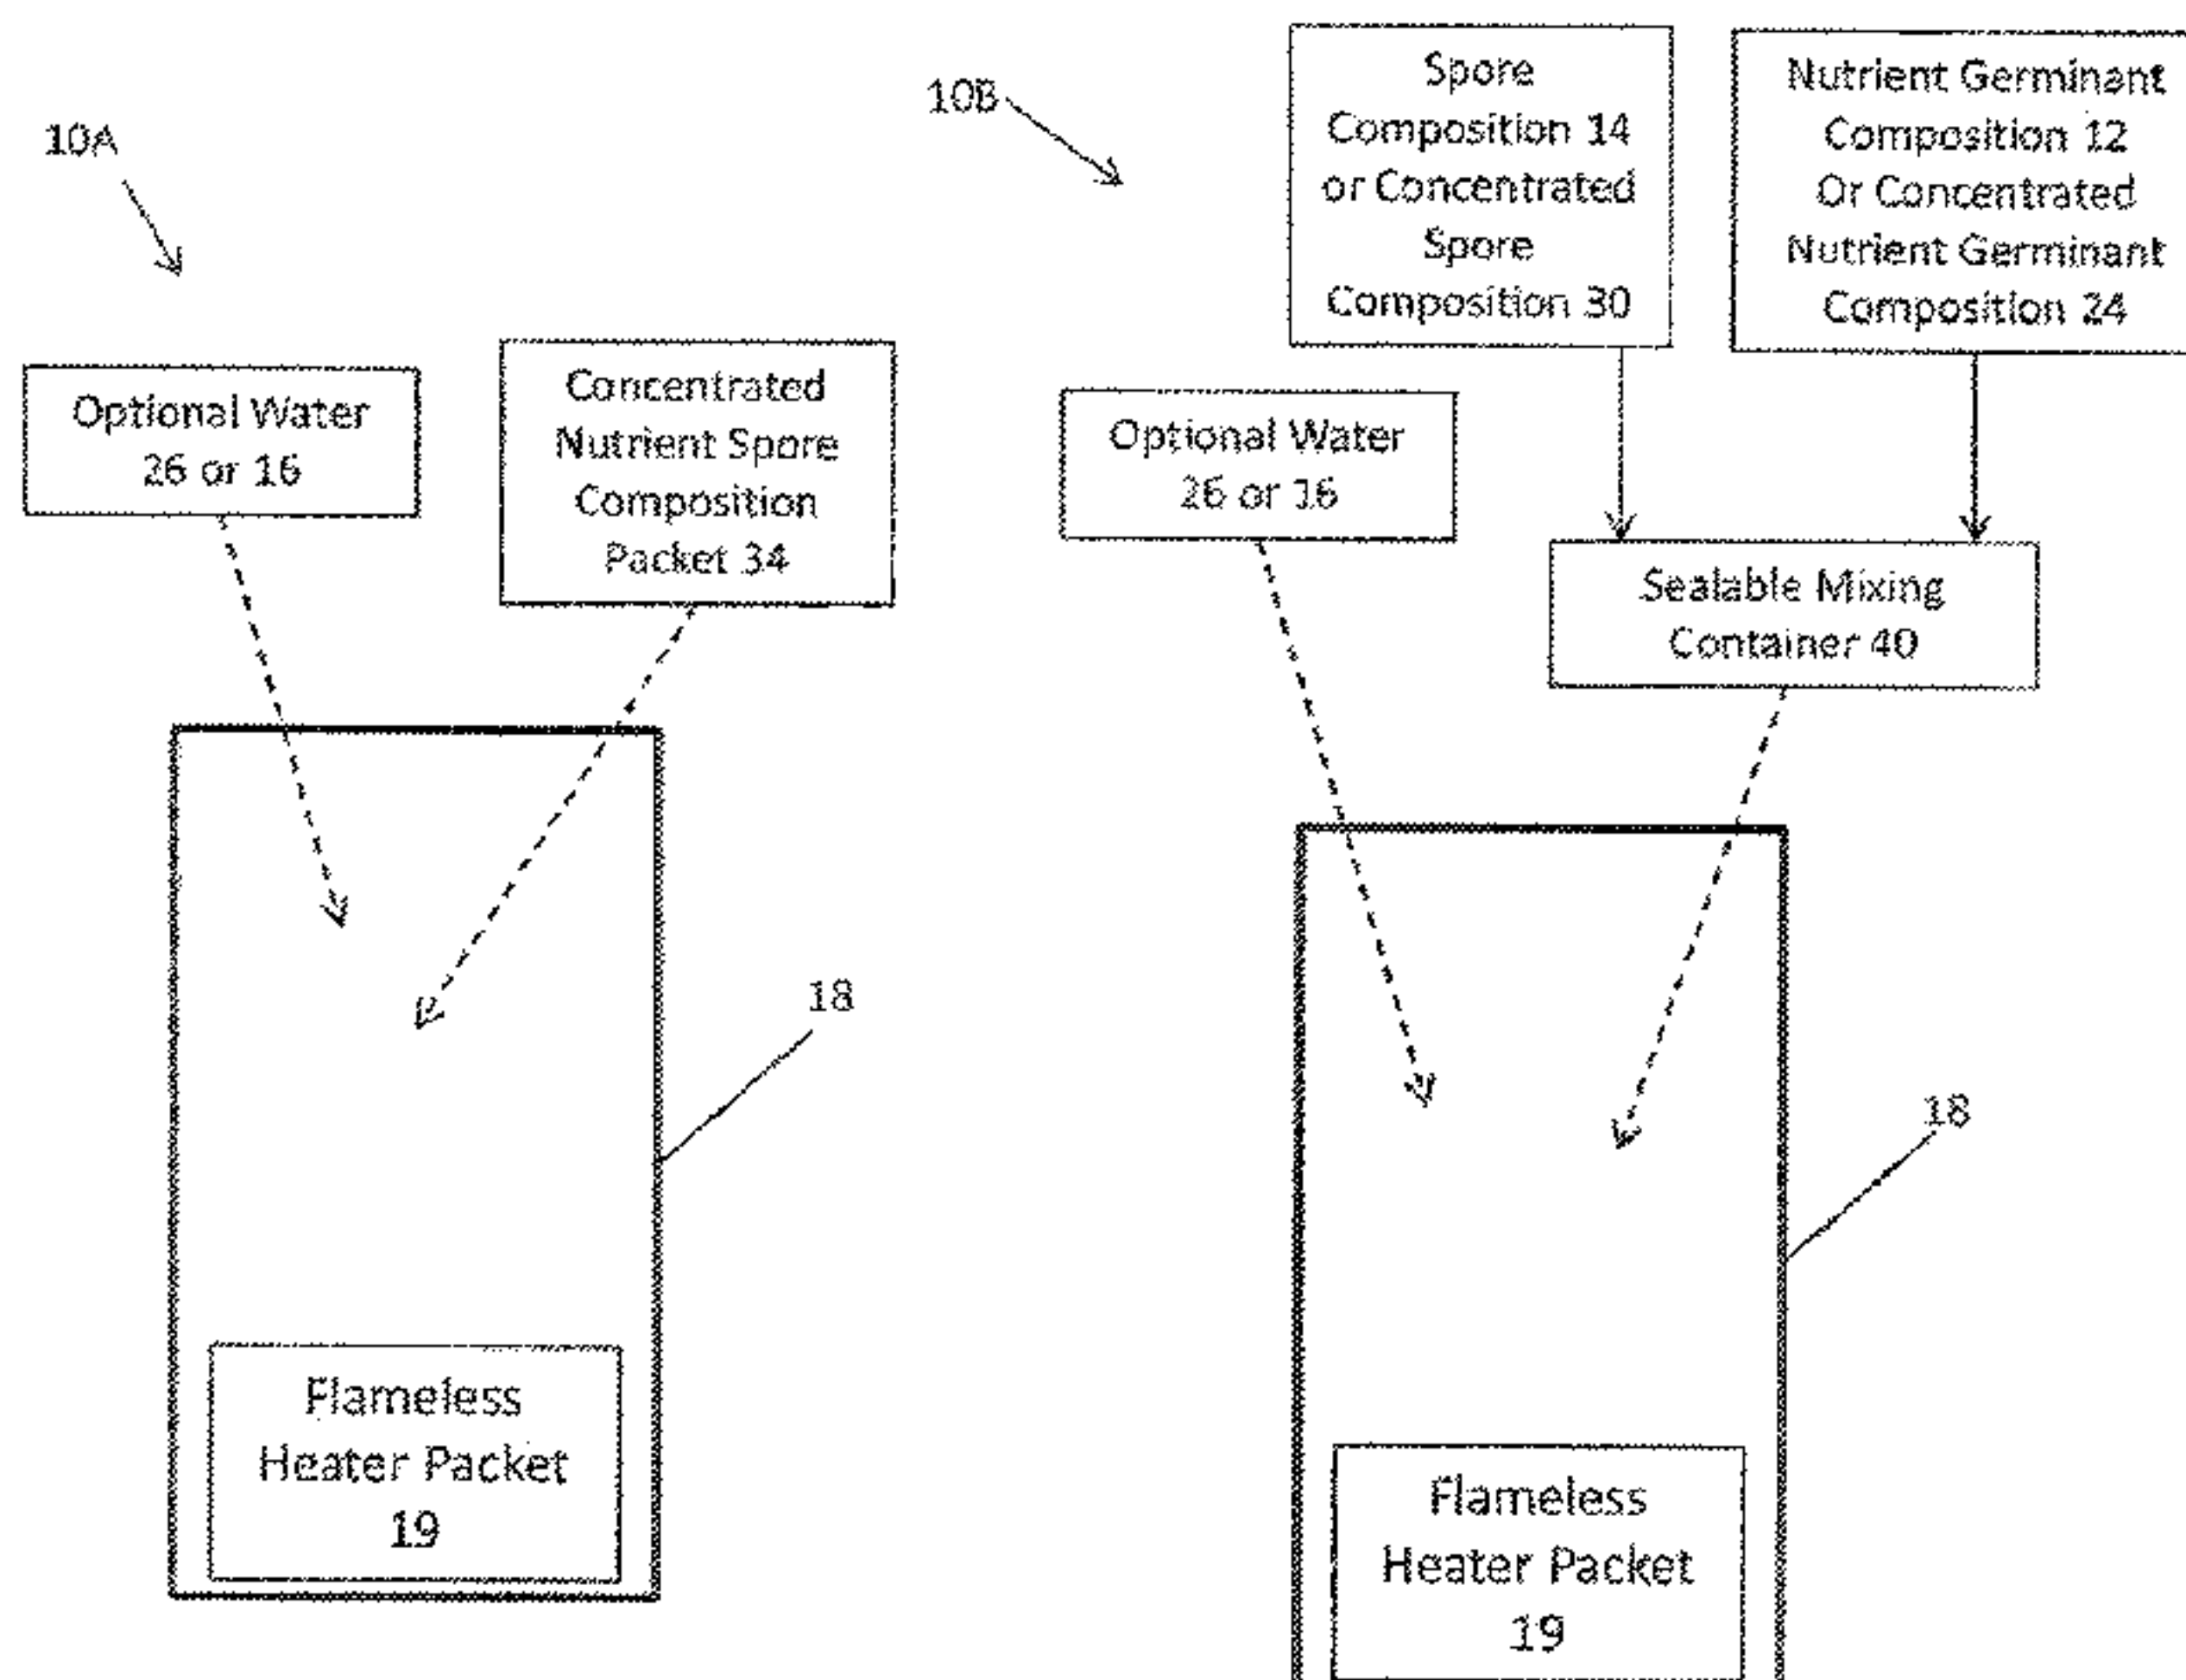 10A
Optional Water
26 or 16
Concentrated
Nutrient Spore
Composition
Packet 34
18
Flameless
Heater Packet
19
10B
Spore
Composition 14
or Concentrated
Spore
Composition 30
Nutrient Germinant
Composition 12
Or Concentrated
Nutrient Germinant
Composition 24
Optional Water
26 or 16
Sealable Mixing
Container 40
18
Flameless
Heater Packet
19